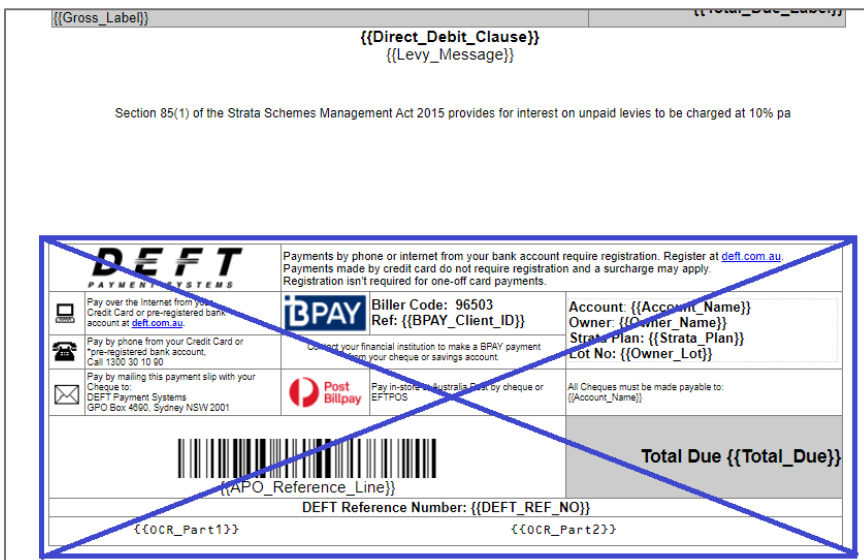 {{Gross_Label}}
{{Total_Due_Label}}
{{Direct_Debit_Clause}}
{{Levy_Message}}
Section 85(1) of the Strata Schemes Management Act 2015 provides for interest on unpaid levies to be charged at 10% pa
DEFT
PAYMENT SYSTEMS
Payments by phone or internet from your bank account require registration. Register at deft.com.au.
Payments made by credit card do not require registration and a surcharge may apply.
Registration isn't required for one-off card payments.
Pay over the Internet from your
Credit Card or pre-registered bank
account at deft.com.au.
BPAY
Biller Code: 96503
Ref: {{BPAY_Client_ID}}
Account: {{Account_Name}}
Owner: {{Owner_Name}}
Strata Plan: {{Strata_Plan}}
Lot No: {{Owner_Lot}}
Pay by phone from your Credit Card or
*pre-registered bank account,
Call 1300 30 10 90
Contact your financial institution to make a BPAY payment
from your cheque or savings account.
Pay by mailing this payment slip with your
Cheque to:
DEFT Payment Systems
GPO Box 4690, Sydney NSW 2001
Post
Billpay
Pay in-store at Australia Post by cheque or
EFTPOS
All Cheques must be made payable to:
{{Account_Name}}
{{APO_Reference_Line}}
Total Due {{Total_Due}}
DEFT Reference Number: {{DEFT_REF_NO}}
{{OCR_Part1}}
{{OCR_Part2}}